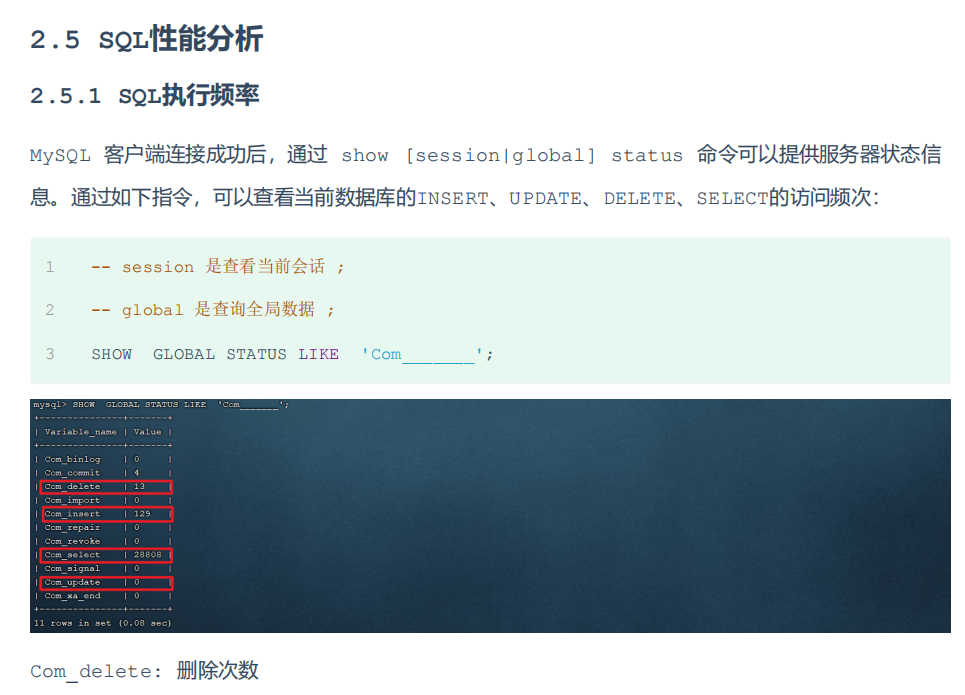 2.5 SQL性能分析
2.5.1 SQL执行频率
MySQL 客户端连接成功后，通过 show [session|global] status 命令可以提供服务器状态信
息。通过如下指令，可以查看当前数据库的INSERT、UPDATE、DELETE、SELECT的访问频次：
1 -- session 是查看当前会话 ;
2 -- global 是查询全局数据 ;
3 SHOW GLOBAL STATUS LIKE 'Com_______';
mysql> SHOW GLOBAL STATUS LIKE 'Com_______';
+---------------+-------+
| Variable_name | Value |
+---------------+-------+
| Com_binlog | 0 |
| Com_commit | 4 |
| Com_delete | 13 |
| Com_import | 0 |
| Com_insert | 129 |
| Com_repair | 0 |
| Com_revoke | 0 |
| Com_select | 28808 |
| Com_signal | 0 |
| Com_update | 0 |
| Com_xa_end | 0 |
+---------------+-------+
11 rows in set (0.08 sec)
Com_delete: 删除次数